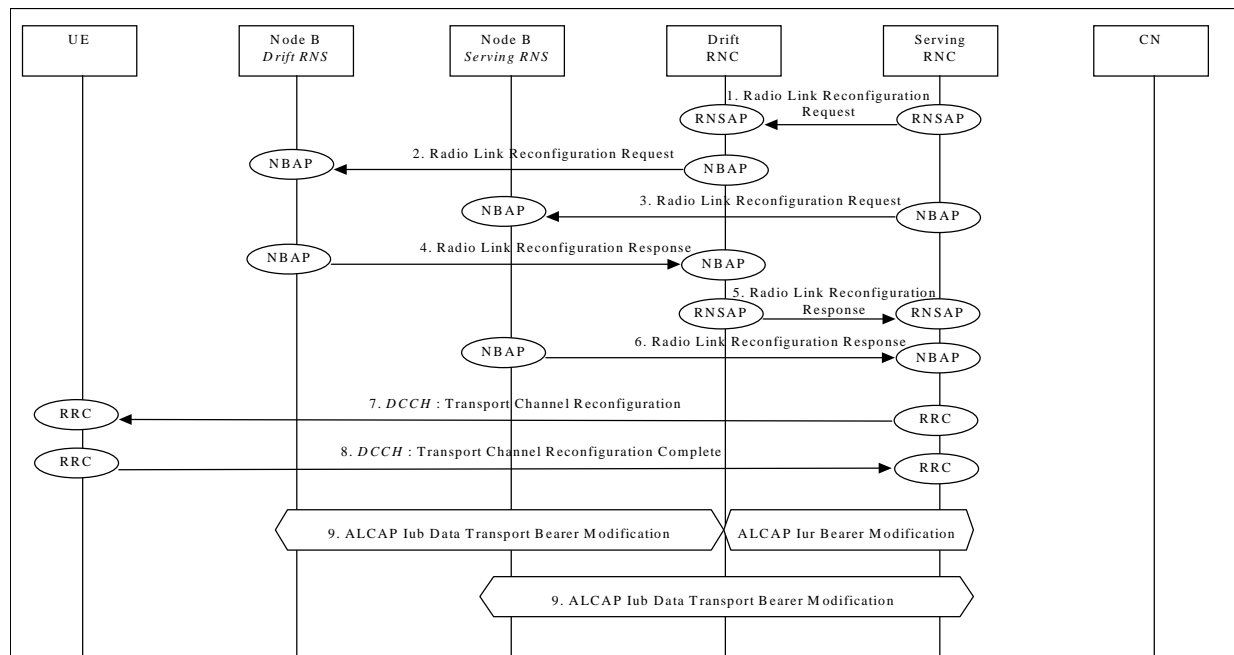 UE
Node B
Drift RNS
Node B
Serving RNS
Drift
RNC
Serving
RNC
CN
1. Radio Link Reconfiguration
Request
RNSAP
RNSAP
2. Radio Link Reconfiguration Request
NBAP
NBAP
3. Radio Link Reconfiguration Request
NBAP
NBAP
4. Radio Link Reconfiguration Response
NBAP
NBAP
5. Radio Link Reconfiguration
Response
RNSAP
RNSAP
6. Radio Link Reconfiguration Response
NBAP
NBAP
7. DCCH : Transport Channel Reconfiguration
RRC
RRC
8. DCCH : Transport Channel Reconfiguration Complete
RRC
RRC
9. ALCAP Iub Data Transport Bearer Modification
ALCAP Iur Bearer Modification
9. ALCAP Iub Data Transport Bearer Modification